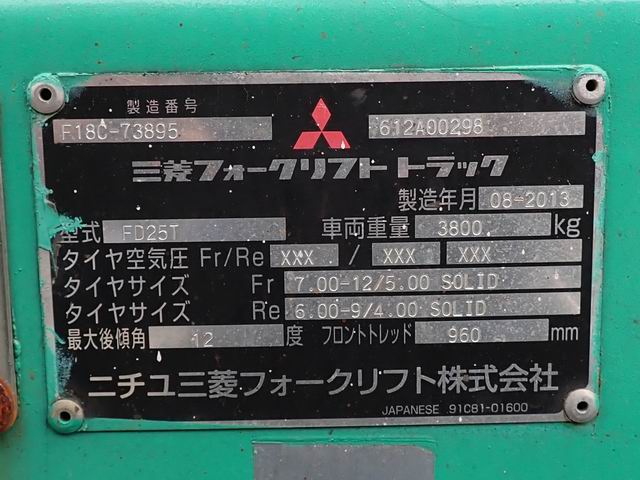 製造番号
F18C-73895 612A00298
三菱フォークリフト トラック
製造年月 08-2013
型式 FD25T 車両重量 3800 kg
タイヤ空気圧 Fr/Re XXX / XXX XXX
タイヤサイズ Fr 7.00-12/5.00 SOLID
タイヤサイズ Re 6.00-9/4.00 SOLID
最大後傾角 12 度 フロントトレッド 960 mm
ニチユ三菱フォークリフト株式会社
JAPANESE 91C81-01600